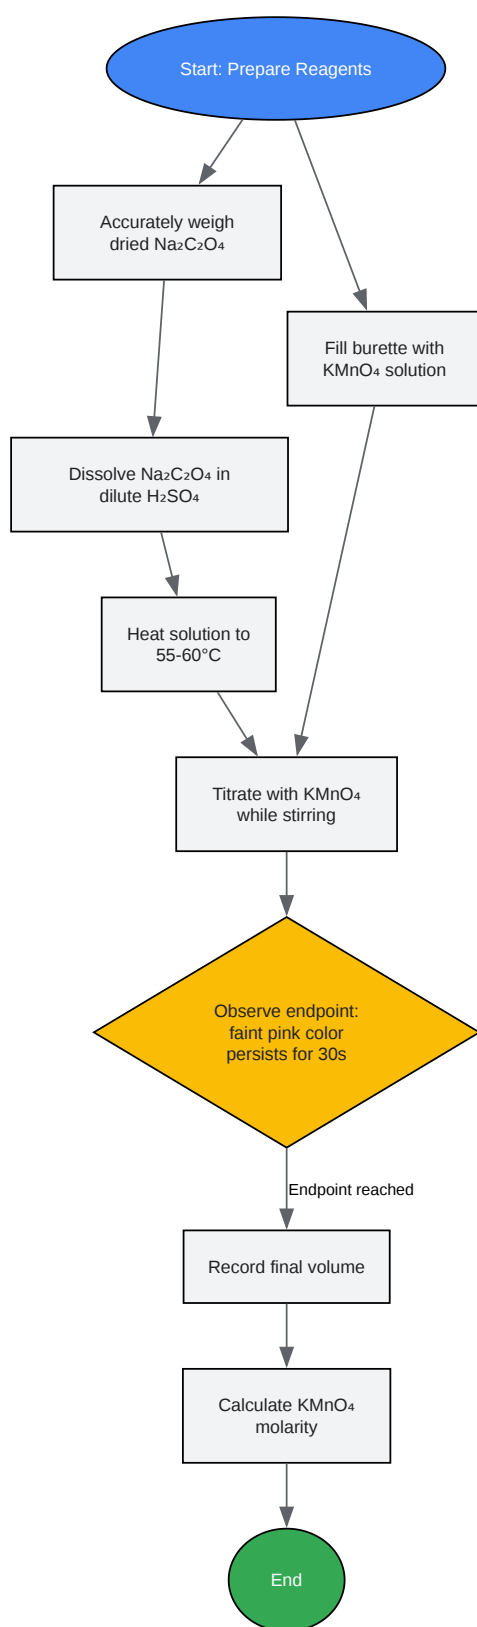 Start: Prepare Reagents
Accurately weigh
dried Na₂C₂O₄
Fill burette with
KMnO₄ solution
Dissolve Na₂C₂O₄ in
dilute H₂SO₄
Heat solution to
55-60°C
Titrate with KMnO₄
while stirring
Observe endpoint:
faint pink color
persists for 30s
Endpoint reached
Record final volume
Calculate KMnO₄
molarity
End